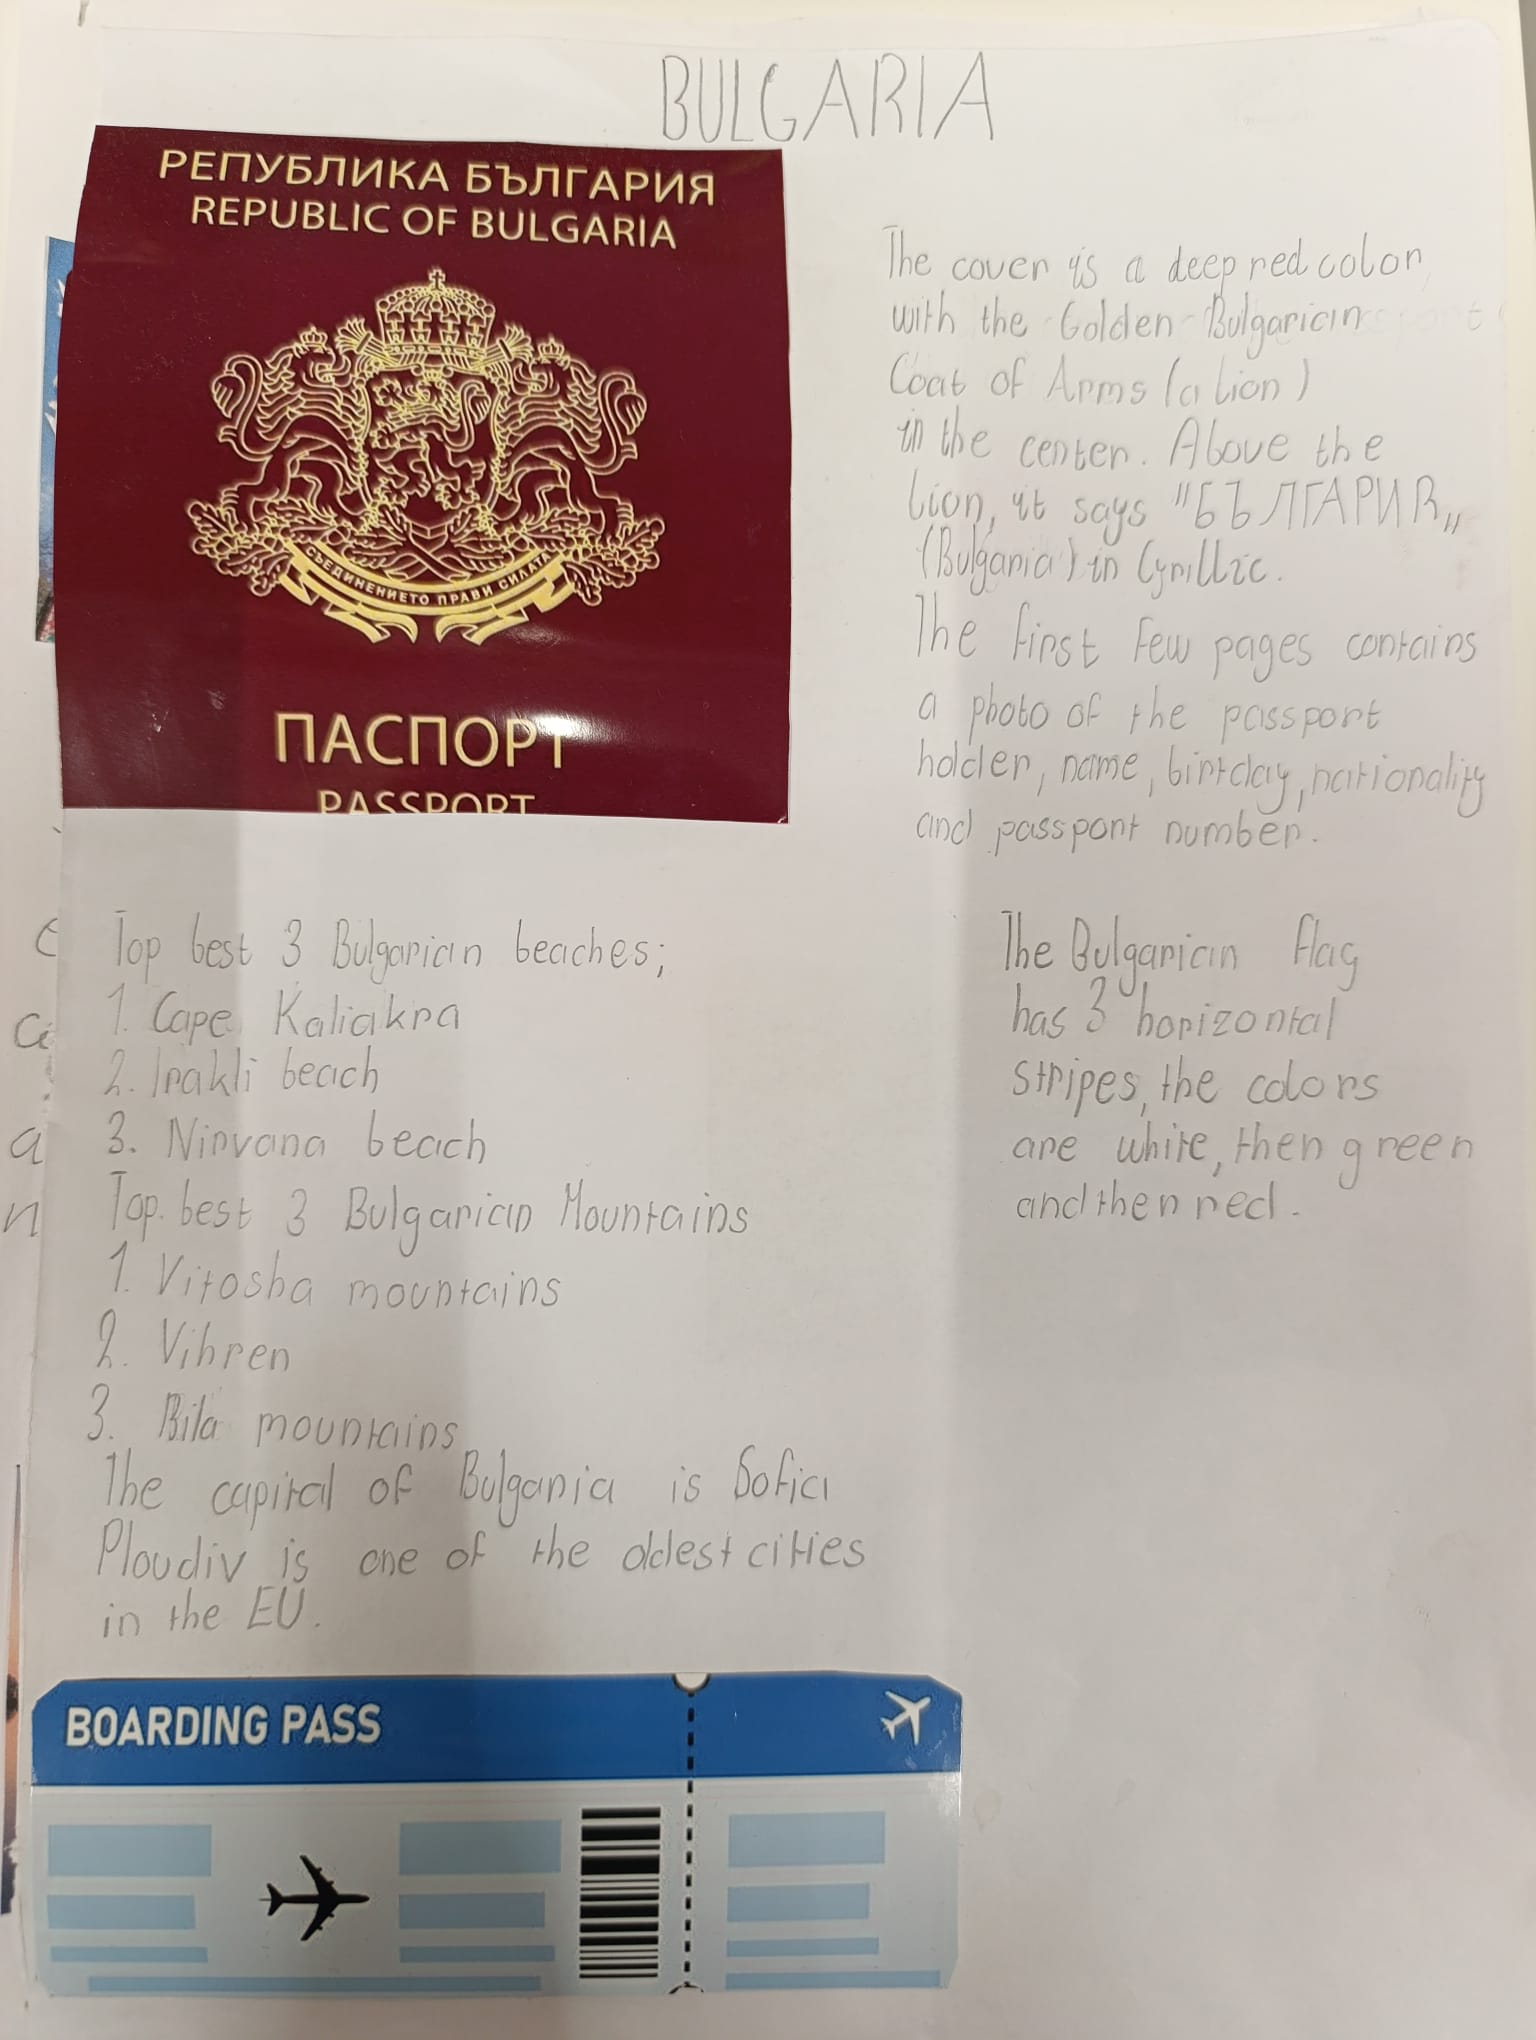 BULGARIA
РЕПУБЛИКА БЪЛГАРИЯ
REPUBLIC OF BULGARIA
СЪЕДИНЕНИЕТО ПРАВИ СИЛАТА
ПАСПОРТ
PASSPORT
The cover is a deep red color
with the Golden Bulgarian
Coat of Arms (a lion)
in the center. Above the
lion, it says "БЪЛГАРИЯ„
(Bulgaria) in Cyrillic.
The first few pages contains
a photo of the passport
holder, name, birtday, nationality
and passport number.
Top best 3 Bulgarian beaches;
1. Cape Kaliakra
2. Irakli beach
3. Nirvana beach
Top best 3 Bulgarian Mountains
1. Vitosha mountains
2. Vihren
3. Rila mountains
The capital of Bulgaria is Sofia
Ploudiv is one of the oldest cities
in the EU.
The Bulgarian flag
has 3 horizontal
stripes, the colors
are white, then green
and then red.
BOARDING PASS